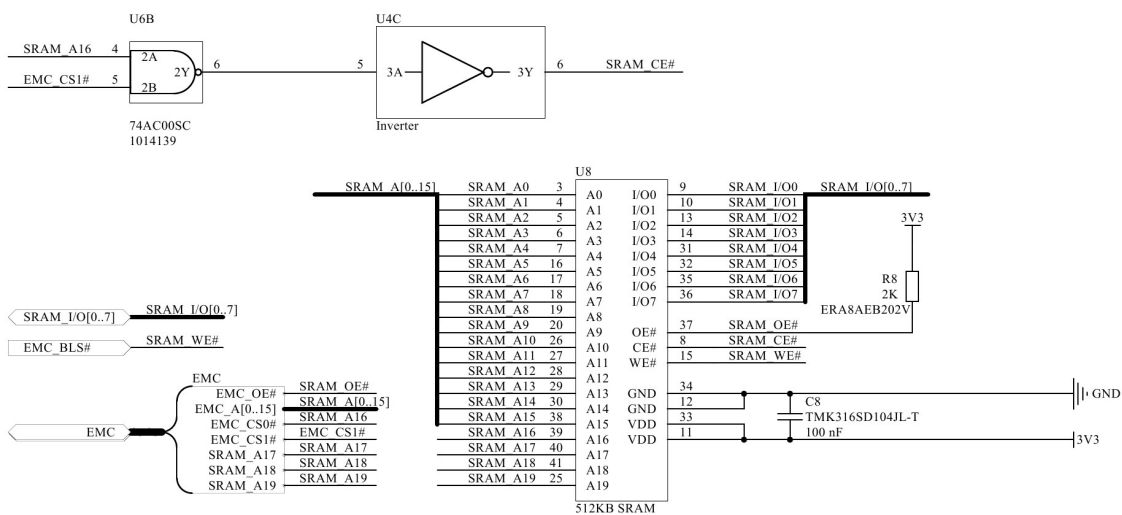 U6B
U4C
SRAM_A16 4 2A
EMC_CS1# 5 2B
2Y 6
5 3A 3Y 6 SRAM_CE#
74AC00SC
1014139
Inverter
U8
SRAM_A[0..15]
SRAM_A0 3 A0 I/O0 9 SRAM_I/O0 SRAM_I/O[0..7]
SRAM_A1 4 A1 I/O1 10 SRAM_I/O1
SRAM_A2 5 A2 I/O2 13 SRAM_I/O2
SRAM_A3 6 A3 I/O3 14 SRAM_I/O3
SRAM_A4 7 A4 I/O4 31 SRAM_I/O4
SRAM_A5 16 A5 I/O5 32 SRAM_I/O5
SRAM_A6 17 A6 I/O6 35 SRAM_I/O6
SRAM_A7 18 A7 I/O7 36 SRAM_I/O7
SRAM_A8 19 A8
SRAM_A9 20 A9 OE# 37 SRAM_OE#
SRAM_A10 26 A10 CE# 8 SRAM_CE#
SRAM_A11 27 A11 WE# 15 SRAM_WE#
SRAM_A12 28 A12
SRAM_A13 29 A13 GND 34
SRAM_A14 30 A14 GND 12
SRAM_A15 38 A15 VDD 33
SRAM_A16 39 A16 VDD 11
SRAM_A17 40 A17
SRAM_A18 41 A18
SRAM_A19 25 A19
512KB SRAM
3V3
R8
2K
ERA8AEB202V
GND
C8
TMK316SD104JL-T
100 nF
3V3
SRAM_I/O[0..7] SRAM_I/O[0..7]
EMC_BLS# SRAM_WE#
EMC
EMC
EMC_OE# SRAM_OE#
EMC_A[0..15] SRAM_A[0..15]
EMC_CS0# SRAM_A16
EMC_CS1# EMC_CS1#
SRAM_A17 SRAM_A17
SRAM_A18 SRAM_A18
SRAM_A19 SRAM_A19